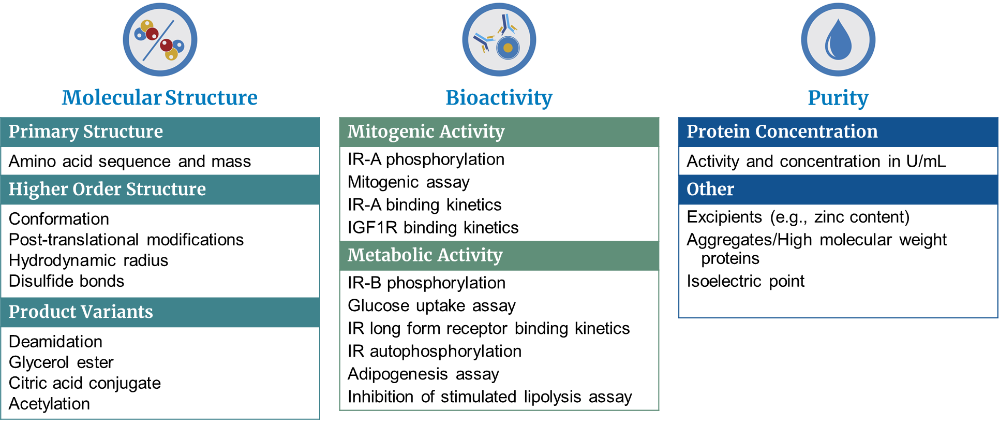 Molecular Structure
Primary Structure
Amino acid sequence and mass
Higher Order Structure
Conformation
Post-translational modifications
Hydrodynamic radius
Disulfide bonds
Product Variants
Deamidation
Glycerol ester
Citric acid conjugate
Acetylation
Bioactivity
Mitogenic Activity
IR-A phosphorylation
Mitogenic assay
IR-A binding kinetics
IGF1R binding kinetics
Metabolic Activity
IR-B phosphorylation
Glucose uptake assay
IR long form receptor binding kinetics
IR autophosphorylation
Adipogenesis assay
Inhibition of stimulated lipolysis assay
Purity
Protein Concentration
Activity and concentration in U/mL
Other
Excipients (e.g., zinc content)
Aggregates/High molecular weight
proteins
Isoelectric point